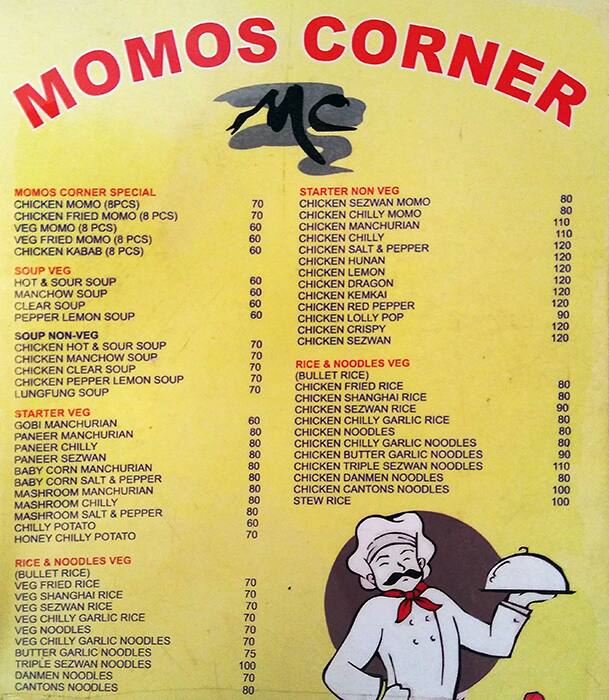 MOMOS CORNER
MC
MOMOS CORNER SPECIAL
CHICKEN MOMO (8PCS) 70
CHICKEN FRIED MOMO (8 PCS) 70
VEG MOMO (8 PCS) 60
VEG FRIED MOMO (8 PCS) 60
CHICKEN KABAB (8 PCS) 60
SOUP VEG
HOT & SOUR SOUP 60
MANCHOW SOUP 60
CLEAR SOUP 60
PEPPER LEMON SOUP 60
SOUP NON-VEG
CHICKEN HOT & SOUR SOUP 70
CHICKEN MANCHOW SOUP 70
CHICKEN CLEAR SOUP 70
CHICKEN PEPPER LEMON SOUP 70
LUNGFUNG SOUP 70
STARTER VEG
GOBI MANCHURIAN 60
PANEER MANCHURIAN 80
PANEER CHILLY 80
PANEER SEZWAN 80
BABY CORN MANCHURIAN 80
BABY CORN SALT & PEPPER 80
MASHROOM MANCHURIAN 80
MASHROOM CHILLY 80
MASHROOM SALT & PEPPER 80
CHILLY POTATO 60
HONEY CHILLY POTATO 70
RICE & NOODLES VEG
(BULLET RICE)
VEG FRIED RICE 70
VEG SHANGHAI RICE 70
VEG SEZWAN RICE 70
VEG CHILLY GARLIC RICE 70
VEG NOODLES 70
VEG CHILLY GARLIC NOODLES 70
BUTTER GARLIC NOODLES 75
TRIPLE SEZWAN NOODLES 100
DANMEN NOODLES 70
CANTONS NOODLES 80
STARTER NON VEG
CHICKEN SEZWAN MOMO 80
CHICKEN CHILLY MOMO 80
CHICKEN MANCHURIAN 110
CHICKEN CHILLY 110
CHICKEN SALT & PEPPER 120
CHICKEN HUNAN 120
CHICKEN LEMON 120
CHICKEN DRAGON 120
CHICKEN KEMKAI 120
CHICKEN RED PEPPER 120
CHICKEN LOLLY POP 90
CHICKEN CRISPY 120
CHICKEN SEZWAN 120
RICE & NOODLES VEG
(BULLET RICE)
CHICKEN FRIED RICE 80
CHICKEN SHANGHAI RICE 80
CHICKEN SEZWAN RICE 90
CHICKEN CHILLY GARLIC RICE 80
CHICKEN NOODLES 80
CHICKEN CHILLY GARLIC NOODLES 80
CHICKEN BUTTER GARLIC NOODLES 90
CHICKEN TRIPLE SEZWAN NOODLES 110
CHICKEN DANMEN NOODLES 80
CHICKEN CANTONS NOODLES 100
STEW RICE 100